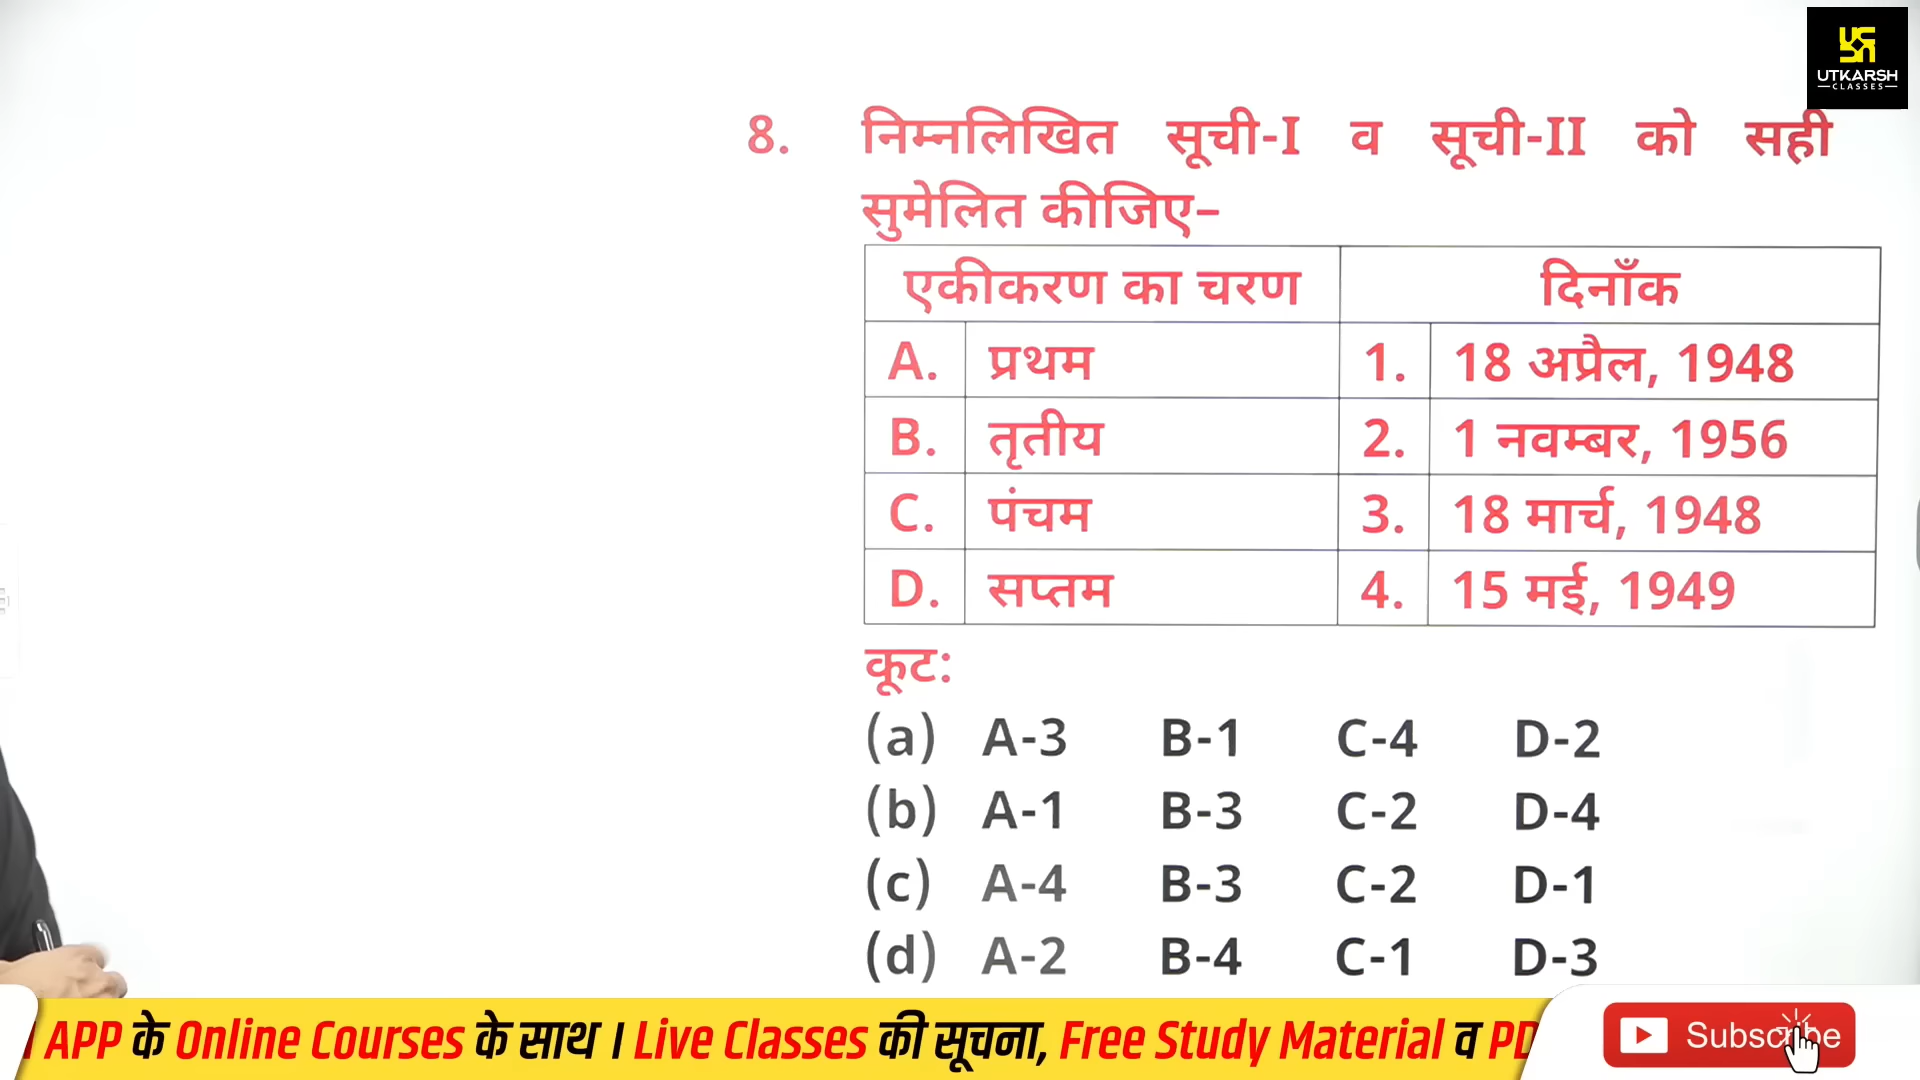 UTKARSH
CLASSES
8. निम्नलिखित सूची-I व सूची-II को सही
सुमेलित कीजिए–
एकीकरण का चरण दिनाँक
A. प्रथम 1. 18 अप्रैल, 1948
B. तृतीय 2. 1 नवम्बर, 1956
C. पंचम 3. 18 मार्च, 1948
D. सप्तम 4. 15 मई, 1949
कूट:
(a) A-3 B-1 C-4 D-2
(b) A-1 B-3 C-2 D-4
(c) A-4 B-3 C-2 D-1
(d) A-2 B-4 C-1 D-3
APP के Online Courses के साथ । Live Classes की सूचना, Free Study Material व PD
Subscribe